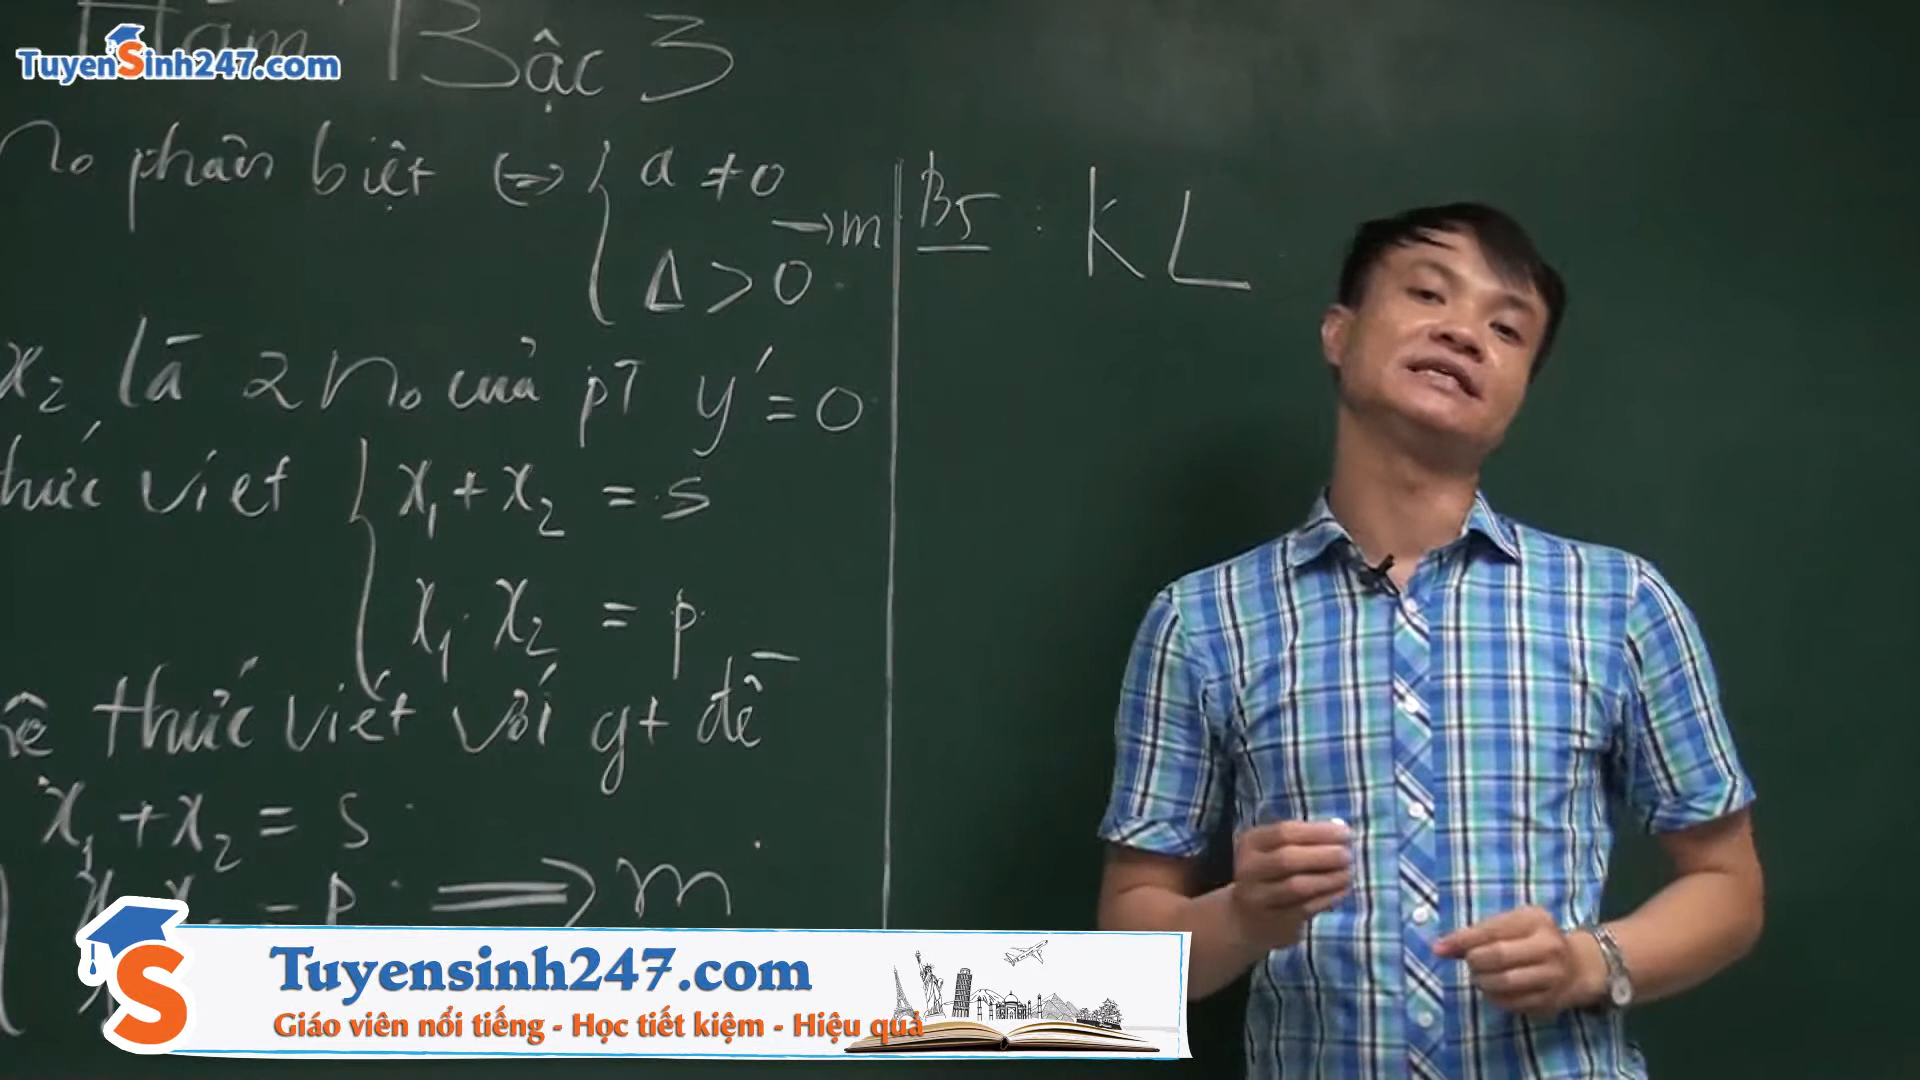 TuyenSinh247.com
Hàm Bậc 3
no phân biệt ⇔ { a ≠ 0
→ m
Δ > 0
x₂ là 2 no của pT y' = 0
thức viet { x₁ + x₂ = s
x₁ . x₂ = p
thức viết với gt đề
x₁ + x₂ = s
= p ⟹ m
B5 : KL
S
Tuyensinh247.com
Giáo viên nổi tiếng - Học tiết kiệm - Hiệu quả